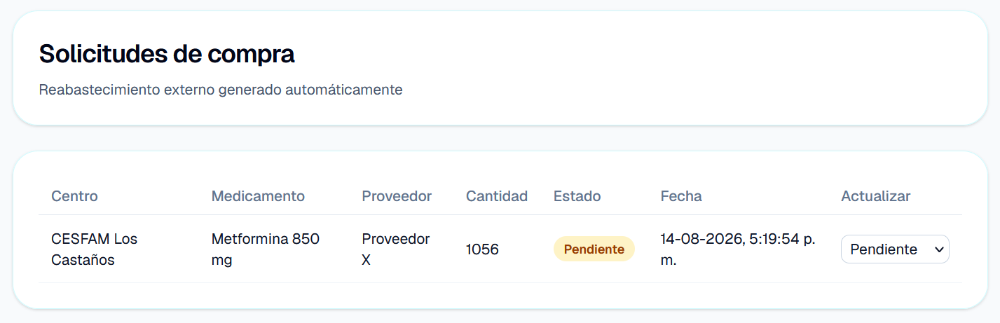 Solicitudes de compra
Reabastecimiento externo generado automáticamente
Centro Medicamento Proveedor Cantidad Estado Fecha Actualizar
CESFAM Los Castaños Metformina 850 mg Proveedor X 1056 Pendiente 14-08-2026, 5:19:54 p. m. Pendiente